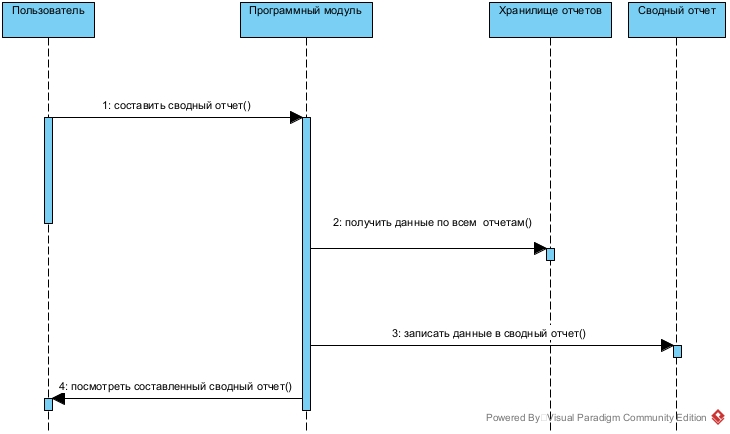 Пользователь
Программный модуль
Хранилище отчетов
Сводный отчет
1: составить сводный отчет()
2: получить данные по всем отчетам()
3: записать данные в сводный отчет()
4: посмотреть составленный сводный отчет()
Powered By Visual Paradigm Community Edition